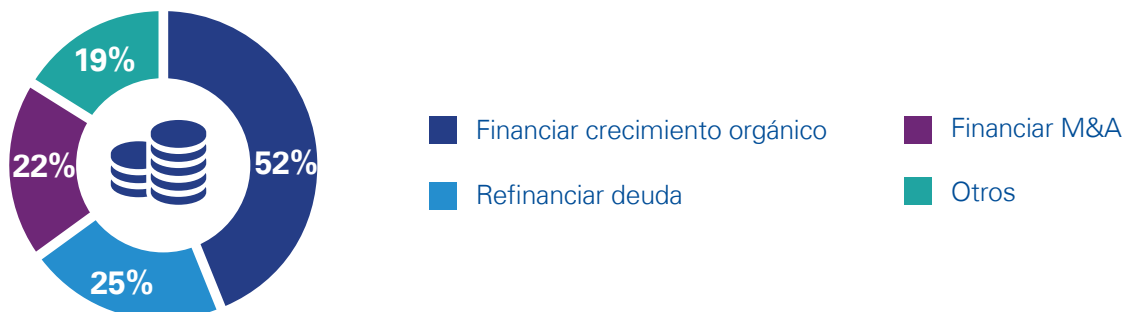 19%
22%
52%
25%
Financiar crecimiento orgánico
Refinanciar deuda
Financiar M&A
Otros